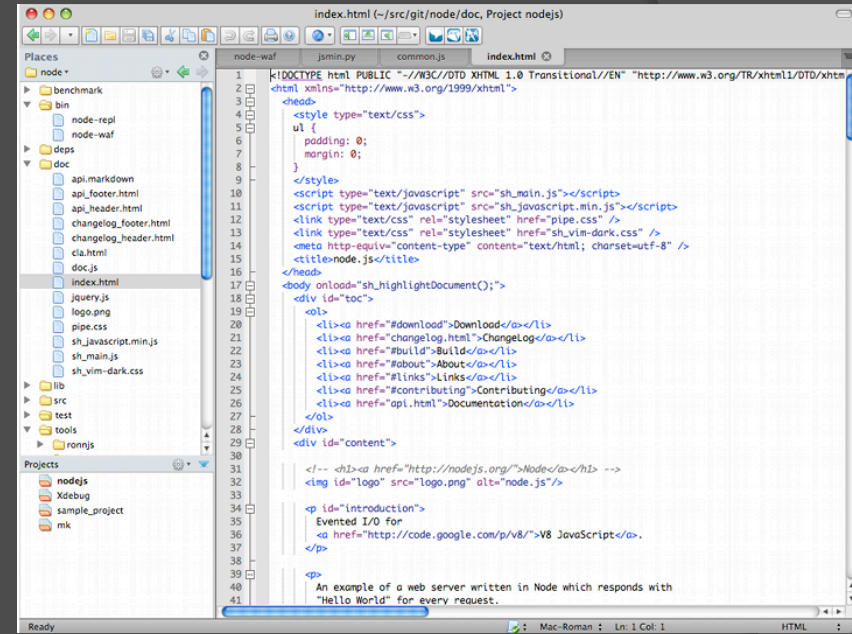 index.html (~/src/git/node/doc, Project nodejs)
Places
node
benchmark
bin
node-repl
node-waf
deps
doc
api.markdown
api_footer.html
api_header.html
changelog_footer.html
changelog_header.html
cla.html
doc.js
index.html
jquery.js
logo.png
pipe.css
sh_javascript.min.js
sh_main.js
sh_vim-dark.css
lib
src
test
tools
ronnjs
Projects
nodejs
Xdebug
sample_project
mk
node-waf jsmin.py common.js index.html
1 <!DOCTYPE html PUBLIC "-//W3C//DTD XHTML 1.0 Transitional//EN" "http://www.w3.org/TR/xhtml1/DTD/xhtm
2 <html xmlns="http://www.w3.org/1999/xhtml">
3 <head>
4 <style type="text/css">
5 ul {
6 padding: 0;
7 margin: 0;
8 }
9 </style>
10 <script type="text/javascript" src="sh_main.js"></script>
11 <script type="text/javascript" src="sh_javascript.min.js"></script>
12 <link type="text/css" rel="stylesheet" href="pipe.css" />
13 <link type="text/css" rel="stylesheet" href="sh_vim-dark.css" />
14 <meta http-equiv="content-type" content="text/html; charset=utf-8" />
15 <title>node.js</title>
16 </head>
17 <body onload="sh_highlightDocument();">
18 <div id="toc">
19 <ol>
20 <li><a href="#download">Download</a></li>
21 <li><a href="changelog.html">ChangeLog</a></li>
22 <li><a href="#build">Build</a></li>
23 <li><a href="#about">About</a></li>
24 <li><a href="#links">Links</a></li>
25 <li><a href="#contributing">Contributing</a></li>
26 <li><a href="api.html">Documentation</a></li>
27 </ol>
28 </div>
29 <div id="content">
30
31 <!-- <h1><a href="http://nodejs.org/">Node</a></h1> -->
32 <img id="logo" src="logo.png" alt="node.js"/>
33
34 <p id="introduction">
35 Evented I/O for
36 <a href="http://code.google.com/p/v8/">V8 JavaScript</a>.
37 </p>
38
39 <p>
40 An example of a web server written in Node which responds with
41 "Hello World" for every request.
Ready Mac-Roman Ln: 1 Col: 1 HTML